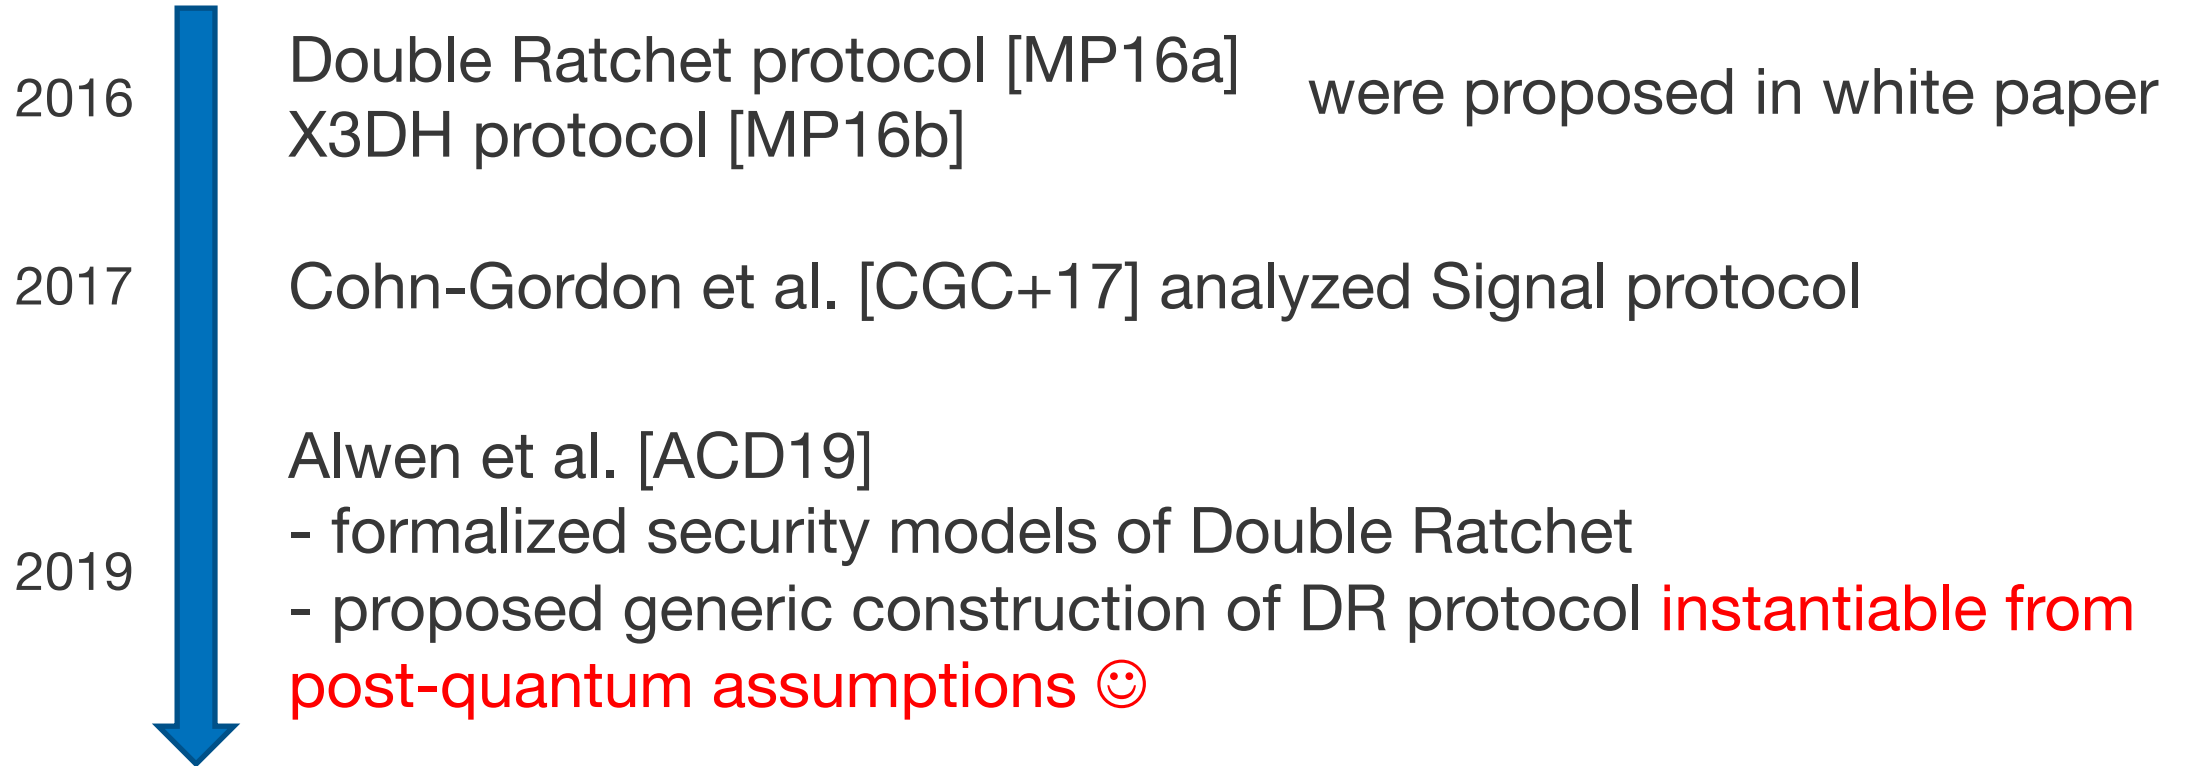 2016
Double Ratchet protocol [MP16a]
X3DH protocol [MP16b]
were proposed in white paper
2017
Cohn-Gordon et al. [CGC+17] analyzed Signal protocol
2019
Alwen et al. [ACD19]
- formalized security models of Double Ratchet
- proposed generic construction of DR protocol instantiable from
post-quantum assumptions ☺